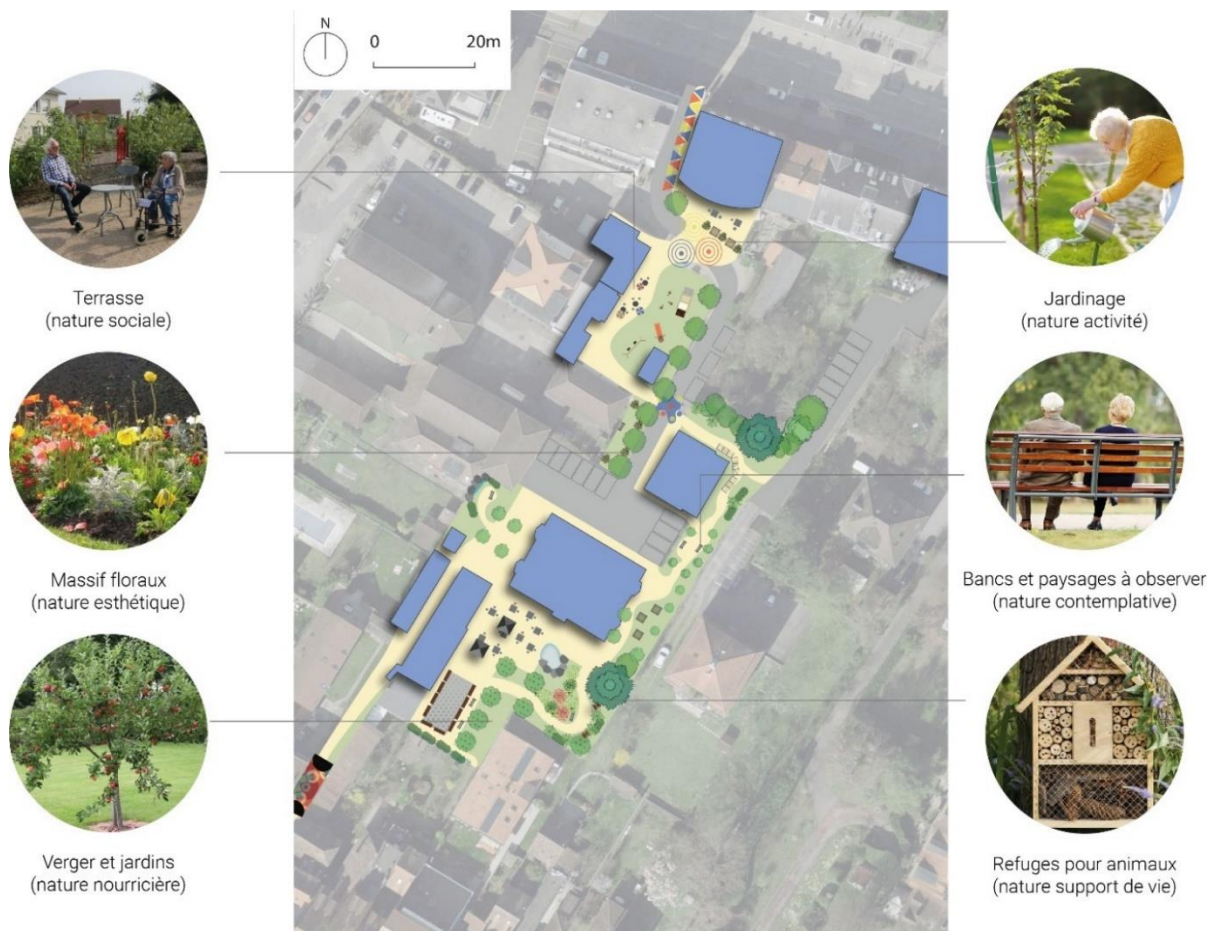 N
0 20m
Terrasse
(nature sociale)
Massif floraux
(nature esthétique)
Verger et jardins
(nature nourricière)
Jardinage
(nature activité)
Bancs et paysages à observer
(nature contemplative)
Refuges pour animaux
(nature support de vie)